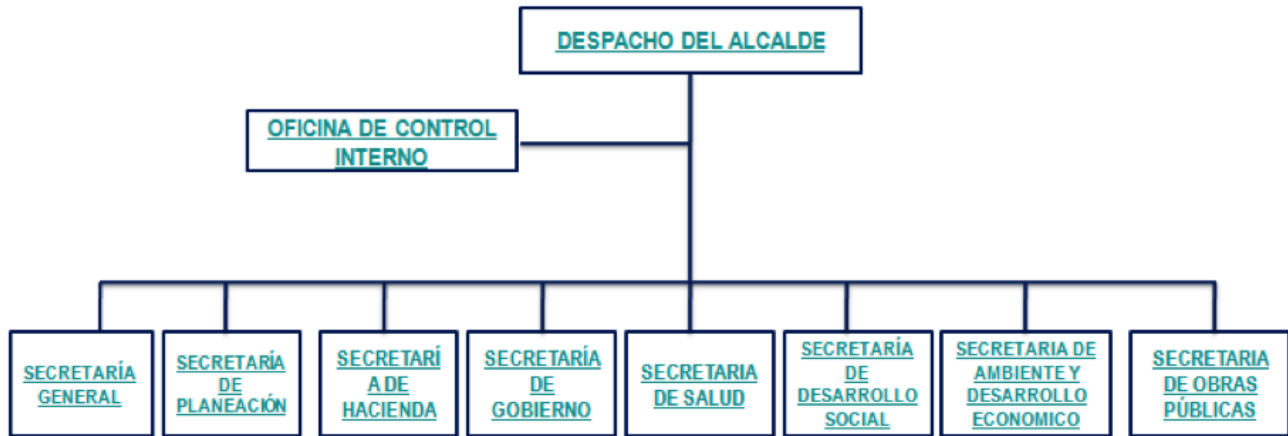 DESPACHO DEL ALCALDE
OFICINA DE CONTROL
INTERNO
SECRETARÍA
GENERAL
SECRETARÍA
DE
PLANEACIÓN
SECRETARÍ
A DE
HACIENDA
SECRETARÍA
DE
GOBIERNO
SECRETARIA
DE SALUD
SECRETARÍA
DE
DESARROLLO
SOCIAL
SECRETARIA DE
AMBIENTE Y
DESARROLLO
ECONOMICO
SECRETARIA
DE OBRAS
PÚBLICAS